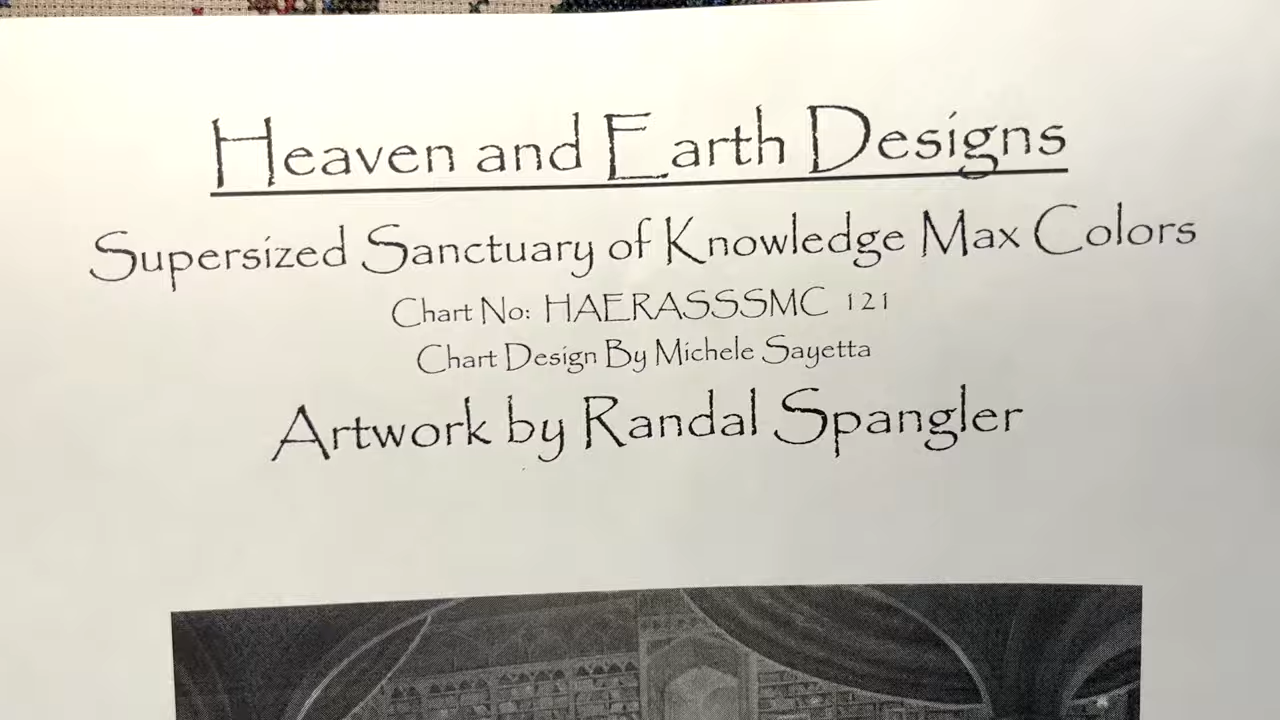 Heaven and Earth Designs
Supersized Sanctuary of Knowledge Max Colors
Chart No: HAERASSSMC 121
Chart Design By Michele Sayetta
Artwork by Randal Spangler